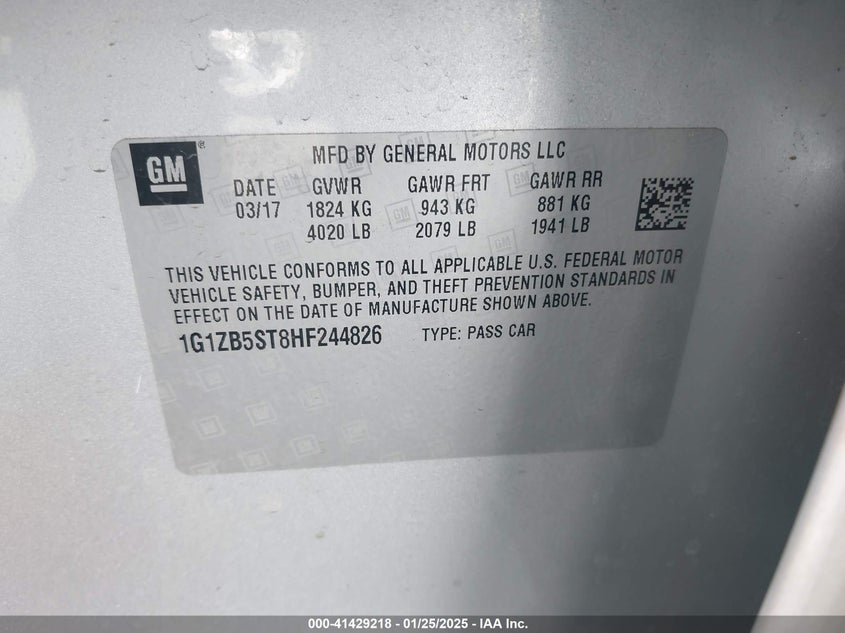 GM ® MFD BY GENERAL MOTORS LLC
DATE GVWR GAWR FRT GAWR RR
03/17 1824 KG 943 KG 881 KG
4020 LB 2079 LB 1941 LB
THIS VEHICLE CONFORMS TO ALL APPLICABLE U.S. FEDERAL MOTOR
VEHICLE SAFETY, BUMPER, AND THEFT PREVENTION STANDARDS IN
EFFECT ON THE DATE OF MANUFACTURE SHOWN ABOVE.
1G1ZB5ST8HF244826 TYPE: PASS CAR
000-41429218 - 01/25/2025 - IAA Inc.